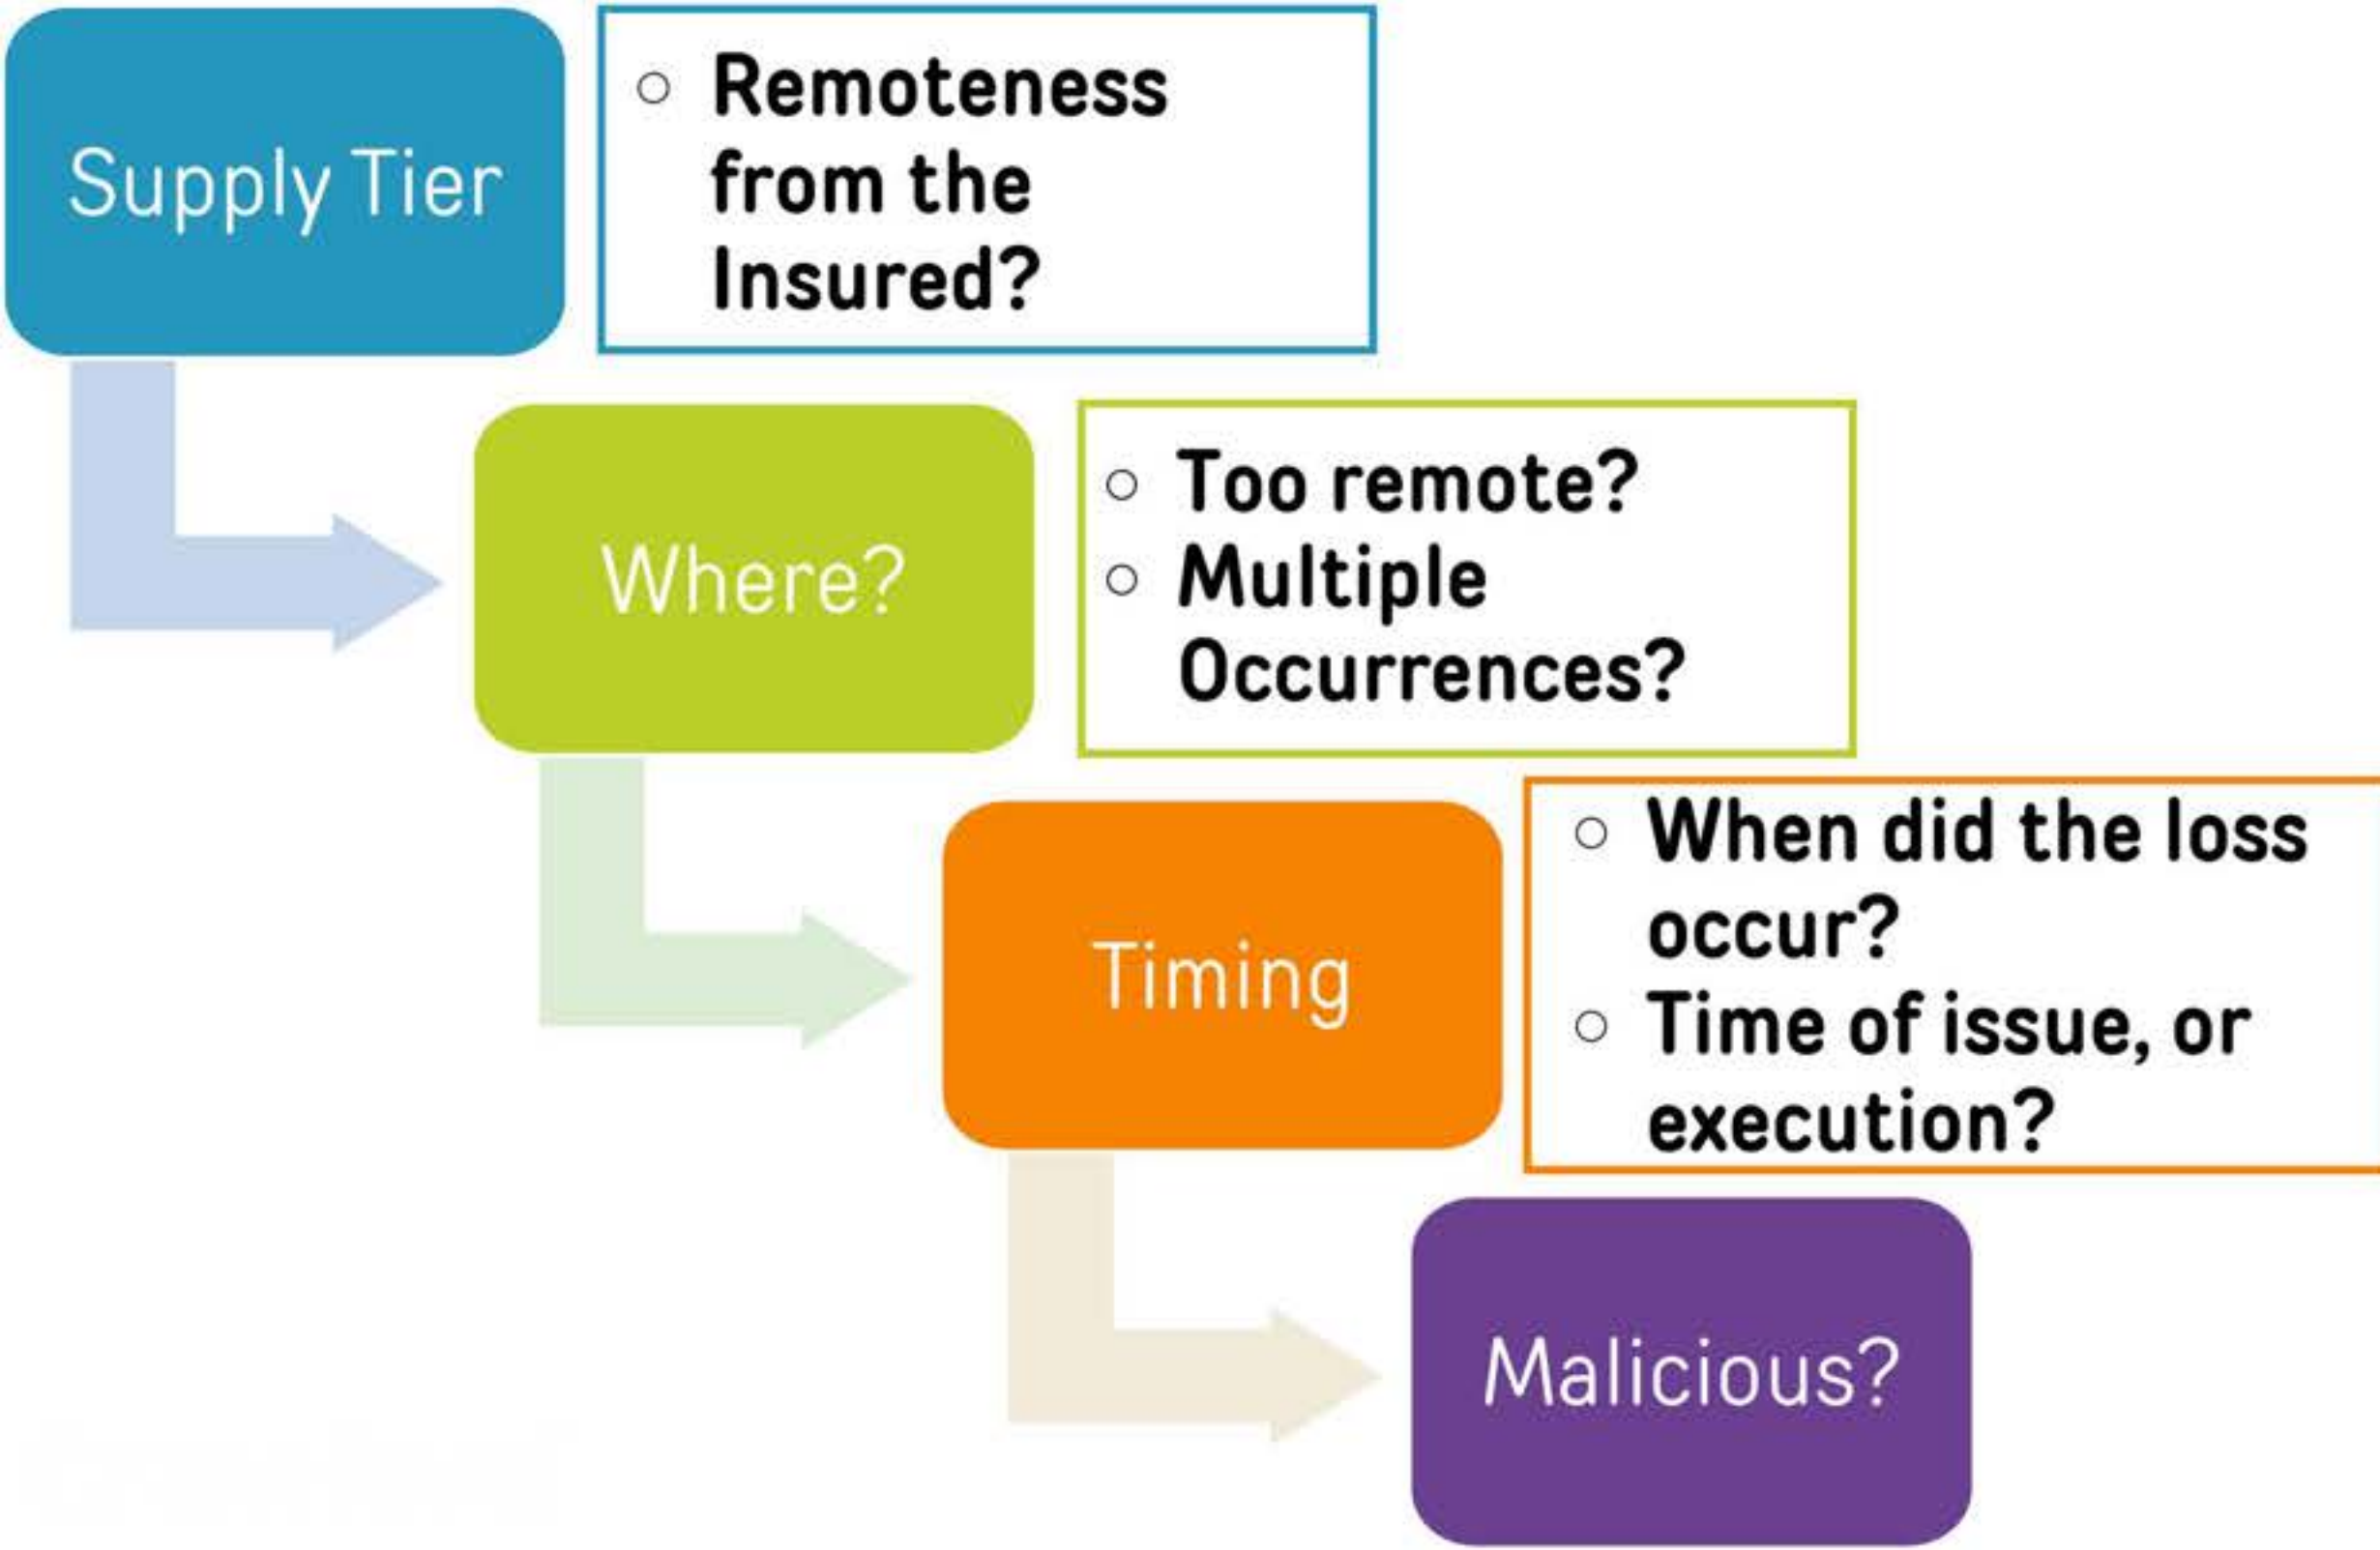 Supply Tier
○ Remoteness
from the
Insured?
Where?
○ Too remote?
○ Multiple
Occurrences?
Timing
○ When did the loss
occur?
○ Time of issue, or
execution?
Malicious?